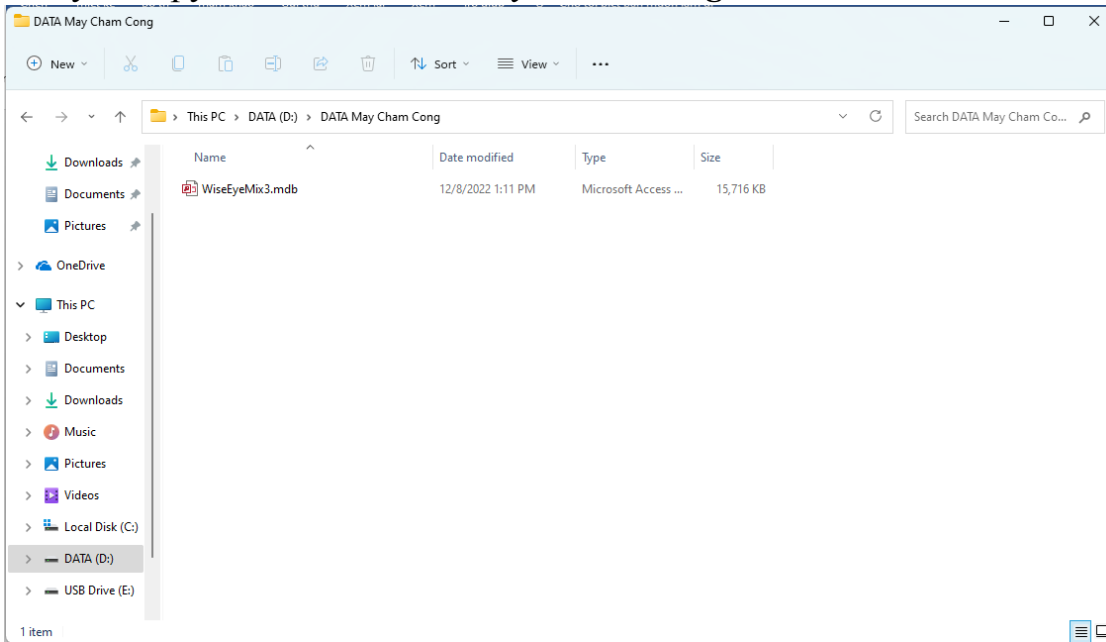 DATA May Cham Cong
New
Sort
View
This PC > DATA (D:) > DATA May Cham Cong
Search DATA May Cham Co...
Name Date modified Type Size
WiseEyeMix3.mdb 12/8/2022 1:11 PM Microsoft Access ... 15,716 KB
Downloads
Documents
Pictures
OneDrive
This PC
Desktop
Documents
Downloads
Music
Pictures
Videos
Local Disk (C:)
DATA (D:)
USB Drive (E:)
1 item